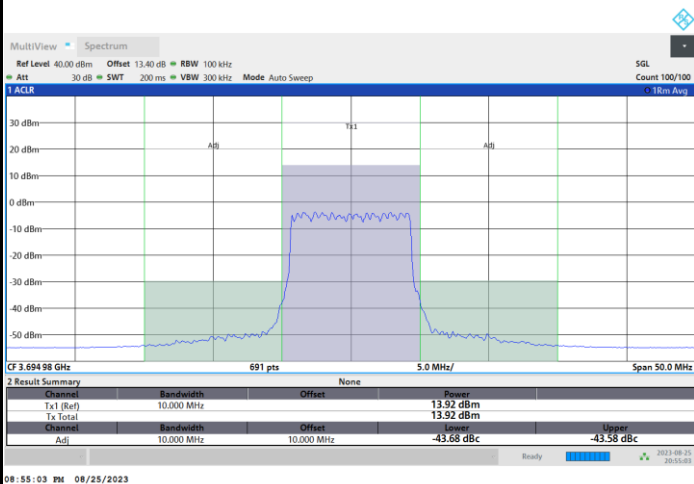 MultiView Spectrum
Ref Level 40.00 dBm Offset 13.40 dB RBW 100 kHz SGL
Att 30 dB SWT 200 ms VBW 300 kHz Mode Auto Sweep Count 100/100
1 ACLR 1Rm Avg
30 dBm
Tx1
20 dBm
Adj Adj
10 dBm
0 dBm
-10 dBm
-20 dBm
-30 dBm
-40 dBm
-50 dBm
CF 3.694 98 GHz 691 pts 5.0 MHz/ Span 50.0 MHz
2 Result Summary None
Channel Bandwidth Offset Power
Tx1 (Ref) 10.000 MHz 13.92 dBm
Tx Total 13.92 dBm
Channel Bandwidth Offset Lower Upper
Adj 10.000 MHz 10.000 MHz -43.68 dBc -43.58 dBc
Ready 2023-08-25
20:55:03
08:55:03 PM 08/25/2023